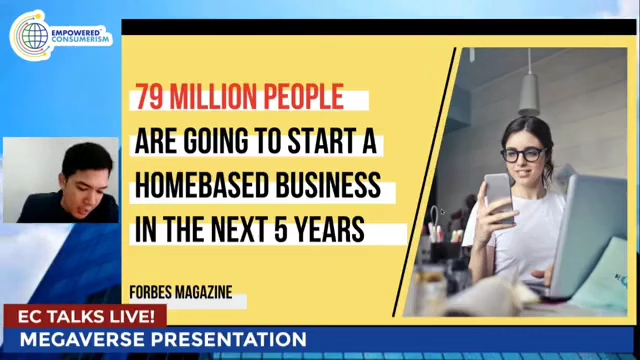 EMPOWERED
CONSUMERISM
79 MILLION PEOPLE
ARE GOING TO START A
HOMEBASED BUSINESS
IN THE NEXT 5 YEARS
FORBES MAGAZINE
EC TALKS LIVE!
MEGAVERSE PRESENTATION